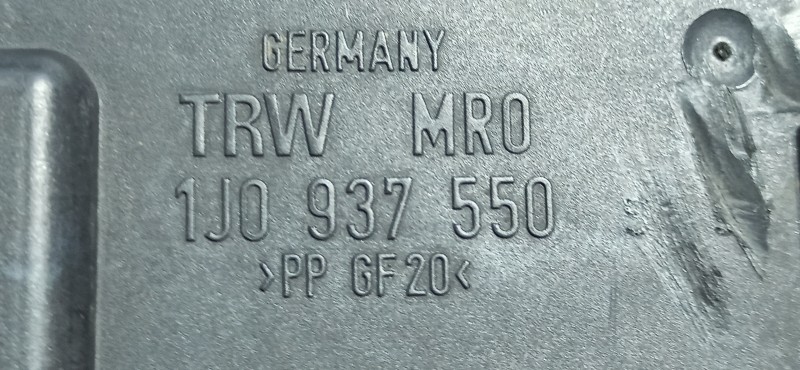 GERMANY
TRW MRO
1J0 937 550
>PP GF20<